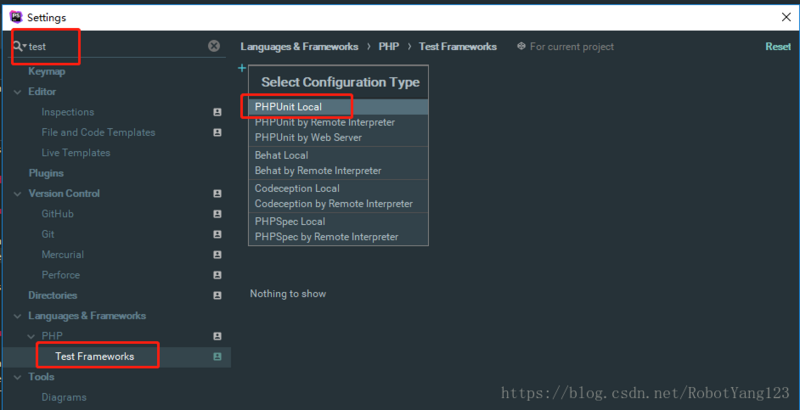 Settings
test
Languages & Frameworks › PHP › Test Frameworks For current project Reset
Keymap
Editor
Inspections
File and Code Templates
Live Templates
Plugins
Version Control
GitHub
Git
Mercurial
Perforce
Directories
Languages & Frameworks
PHP
Test Frameworks
Tools
Diagrams
Select Configuration Type
PHPUnit Local
PHPUnit by Remote Interpreter
PHPUnit by Web Server
Behat Local
Behat by Remote Interpreter
Codeception Local
Codeception by Remote Interpreter
PHPSpec Local
PHPSpec by Remote Interpreter
Nothing to show
https://blog.csdn.net/RobotYang123